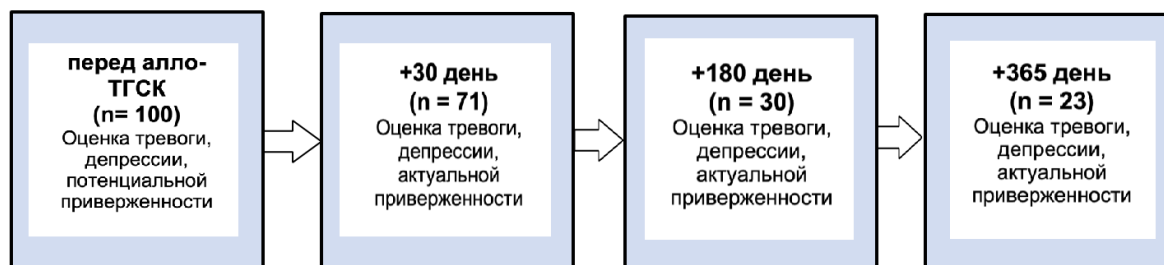 перед алло-
ТГСК
(n= 100)
Оценка тревоги,
депрессии,
потенциальной
приверженности
+30 день
(n = 71)
Оценка тревоги,
депрессии,
актуальной
приверженности
+180 день
(n = 30)
Оценка тревоги,
депрессии,
актуальной
приверженности
+365 день
(n = 23)
Оценка тревоги,
депрессии,
актуальной
приверженности